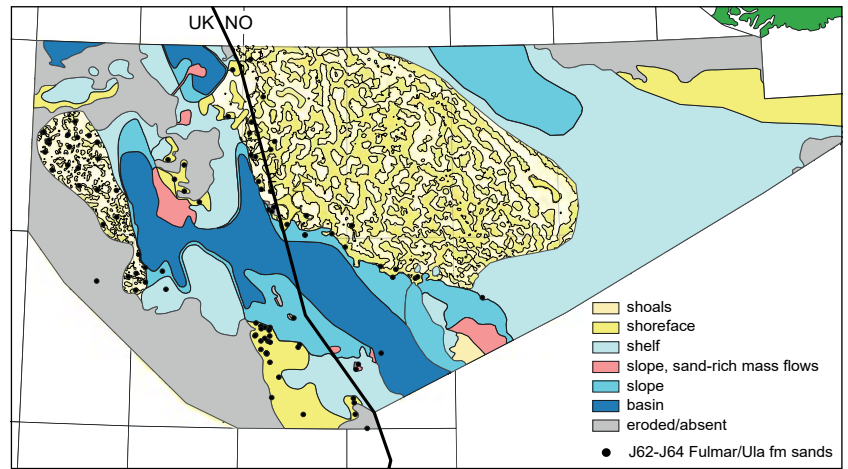 UK NO
shoals
shoreface
shelf
slope, sand-rich mass flows
slope
basin
eroded/absent
J62-J64 Fulmar/Ula fm sands